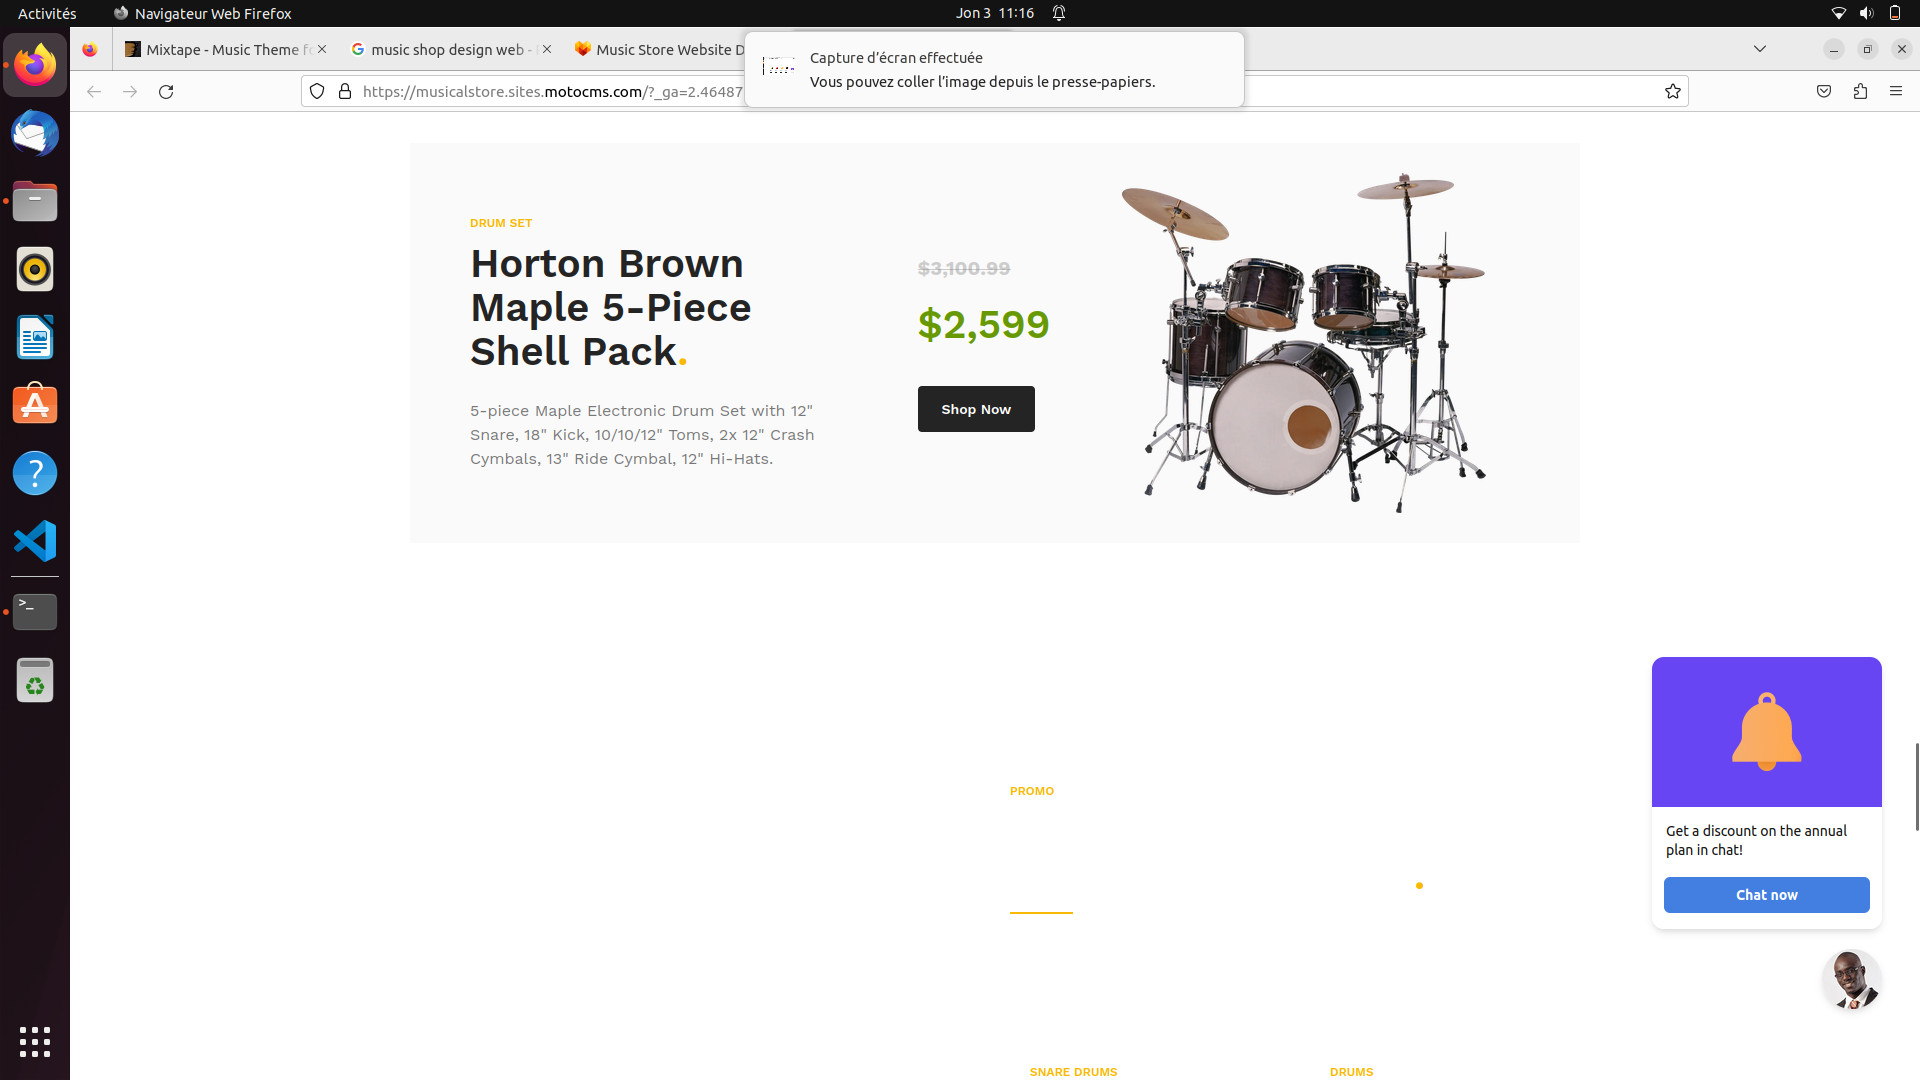 Activités
Navigateur Web Firefox
Jon 3 11:16
Mixtape - Music Theme fo
music shop design web -
Music Store Website D
Capture d’écran effectuée
Vous pouvez coller l’image depuis le presse-papiers.
https://musicalstore.sites.motocms.com/?_ga=2.46487
DRUM SET
Horton Brown
Maple 5-Piece
Shell Pack.
5-piece Maple Electronic Drum Set with 12"
Snare, 18" Kick, 10/10/12" Toms, 2x 12" Crash
Cymbals, 13" Ride Cymbal, 12" Hi-Hats.
$3,100.99
$2,599
Shop Now
PROMO
Get a discount on the annual
plan in chat!
Chat now
SNARE DRUMS
DRUMS